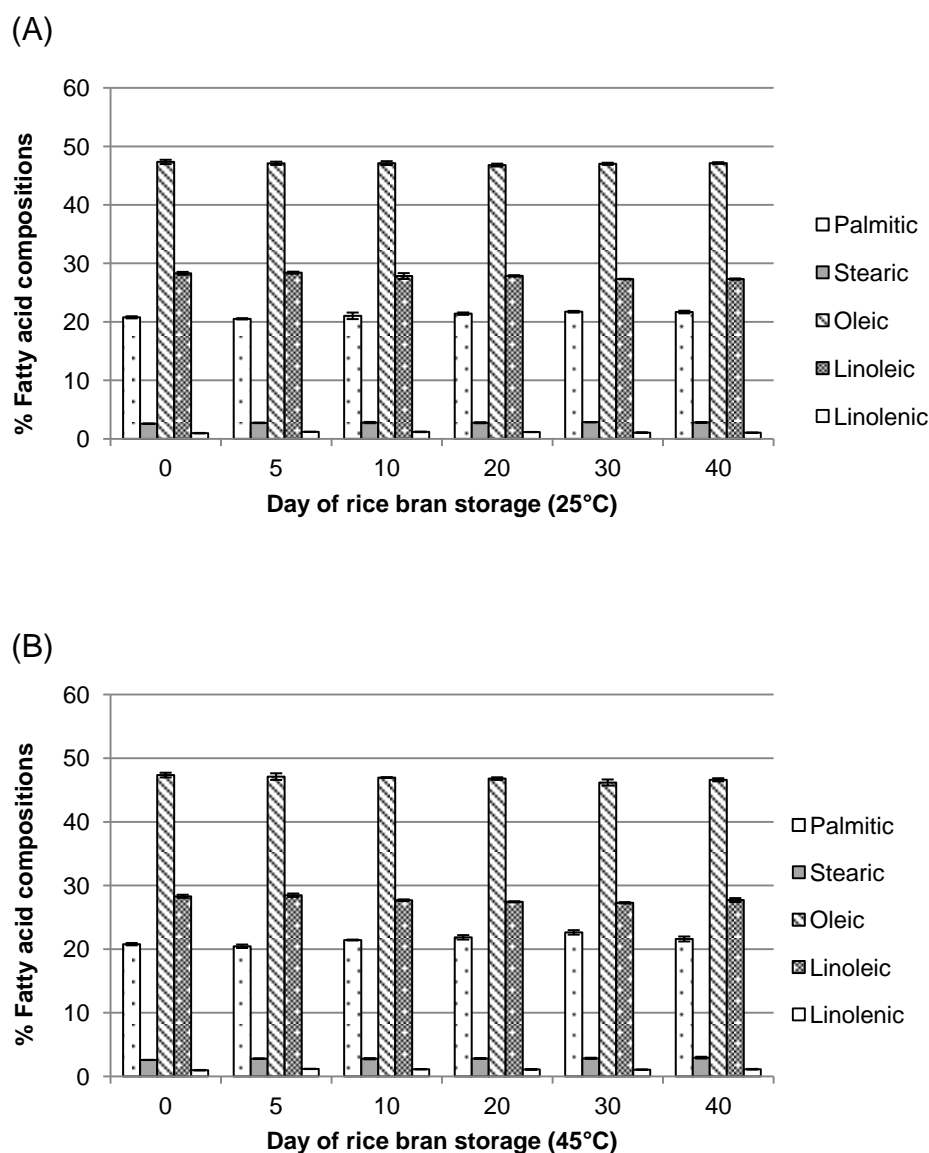 (A)
% Fatty acid compositions
60
50
40
30
20
10
0
0 5 10 20 30 40
Day of rice bran storage (25°C)
Palmitic
Stearic
Oleic
Linoleic
Linolenic
(B)
% Fatty acid compositions
60
50
40
30
20
10
0
0 5 10 20 30 40
Day of rice bran storage (45°C)
Palmitic
Stearic
Oleic
Linoleic
Linolenic